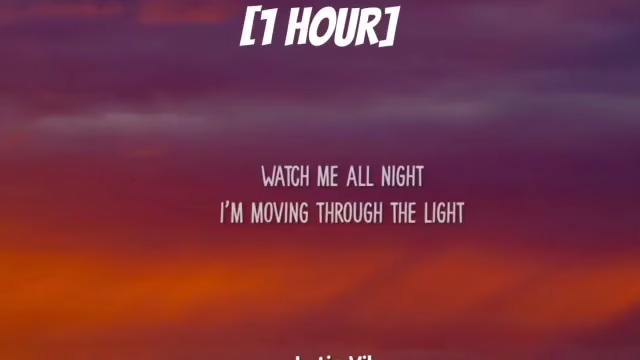 [1 HOUR]
WATCH ME ALL NIGHT
I'M MOVING THROUGH THE LIGHT